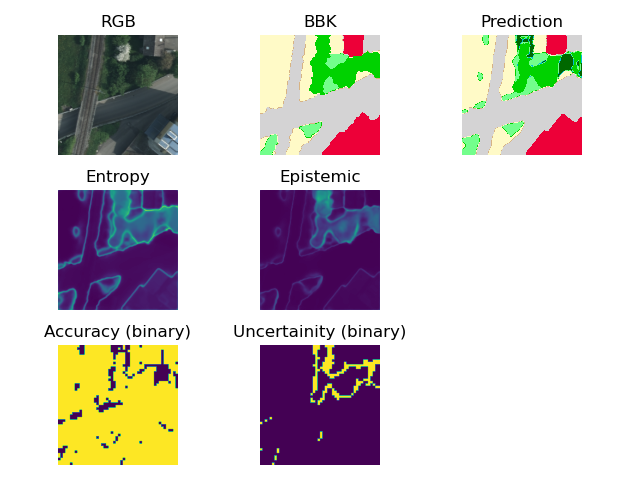 RGB
BBK
Prediction
Entropy
Epistemic
Accuracy (binary)
Uncertainity (binary)